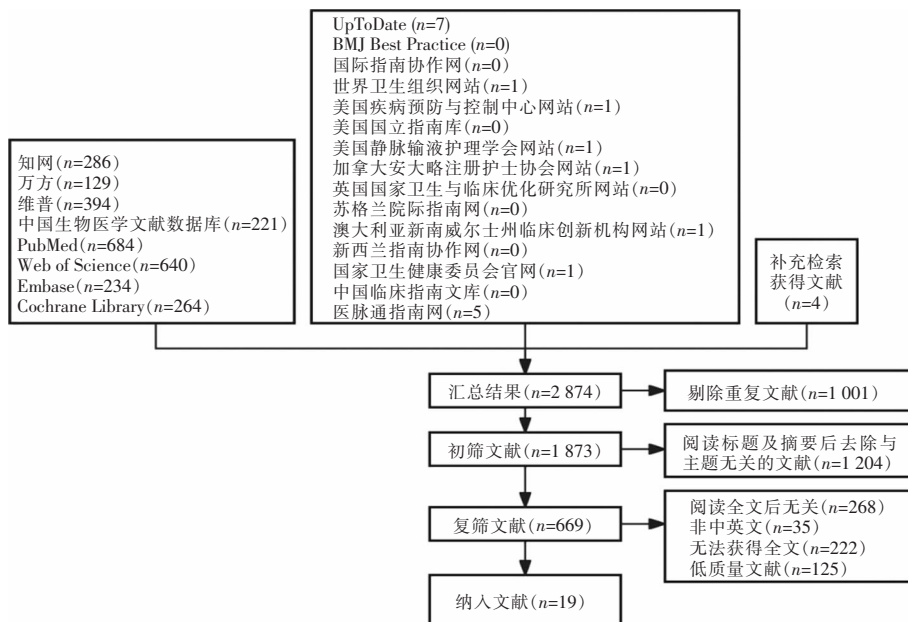 知网(n=286)
万方(n=129)
维普(n=394)
中国生物医学文献数据库(n=221)
PubMed(n=684)
Web of Science(n=640)
Embase(n=234)
Cochrane Library(n=264)
UpToDate (n=7)
BMJ Best Practice (n=0)
国际指南协作网(n=0)
世界卫生组织网站(n=1)
美国疾病预防与控制中心网站(n=1)
美国国立指南库(n=0)
美国静脉输液护理学会网站(n=1)
加拿大安大略注册护士协会网站(n=1)
英国国家卫生与临床优化研究所网站(n=0)
苏格兰院际指南网(n=0)
澳大利亚新南威尔士州临床创新机构网站(n=1)
新西兰指南协作网(n=0)
国家卫生健康委员会官网(n=1)
中国临床指南文库(n=0)
医脉通指南网(n=5)
补充检索
获得文献
(n=4)
汇总结果(n=2 874)
剔除重复文献(n=1 001)
初筛文献(n=1 873)
阅读标题及摘要后去除与
主题无关的文献(n=1 204)
复筛文献(n=669)
阅读全文后无关(n=268)
非中英文(n=35)
无法获得全文(n=222)
低质量文献(n=125)
纳入文献(n=19)